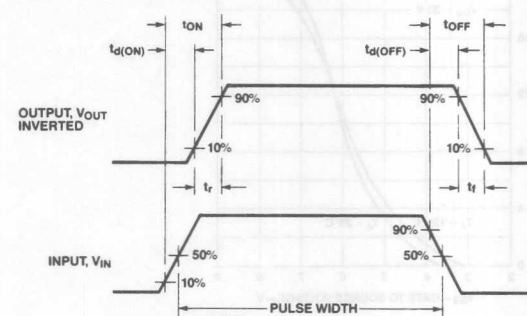 tON
tOFF
td(ON)
td(OFF)
90%
90%
OUTPUT, VOUT
INVERTED
10%
10%
tr
tf
90%
INPUT, VIN
50%
50%
10%
PULSE WIDTH